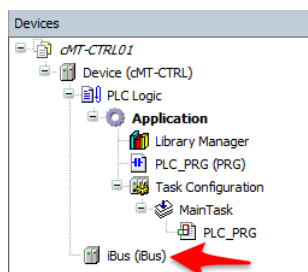 Devices
cMT-CTRL01
Device (cMT-CTRL)
PLC Logic
Application
Library Manager
PLC_PRG (PRG)
Task Configuration
MainTask
PLC_PRG
iBus (iBus)